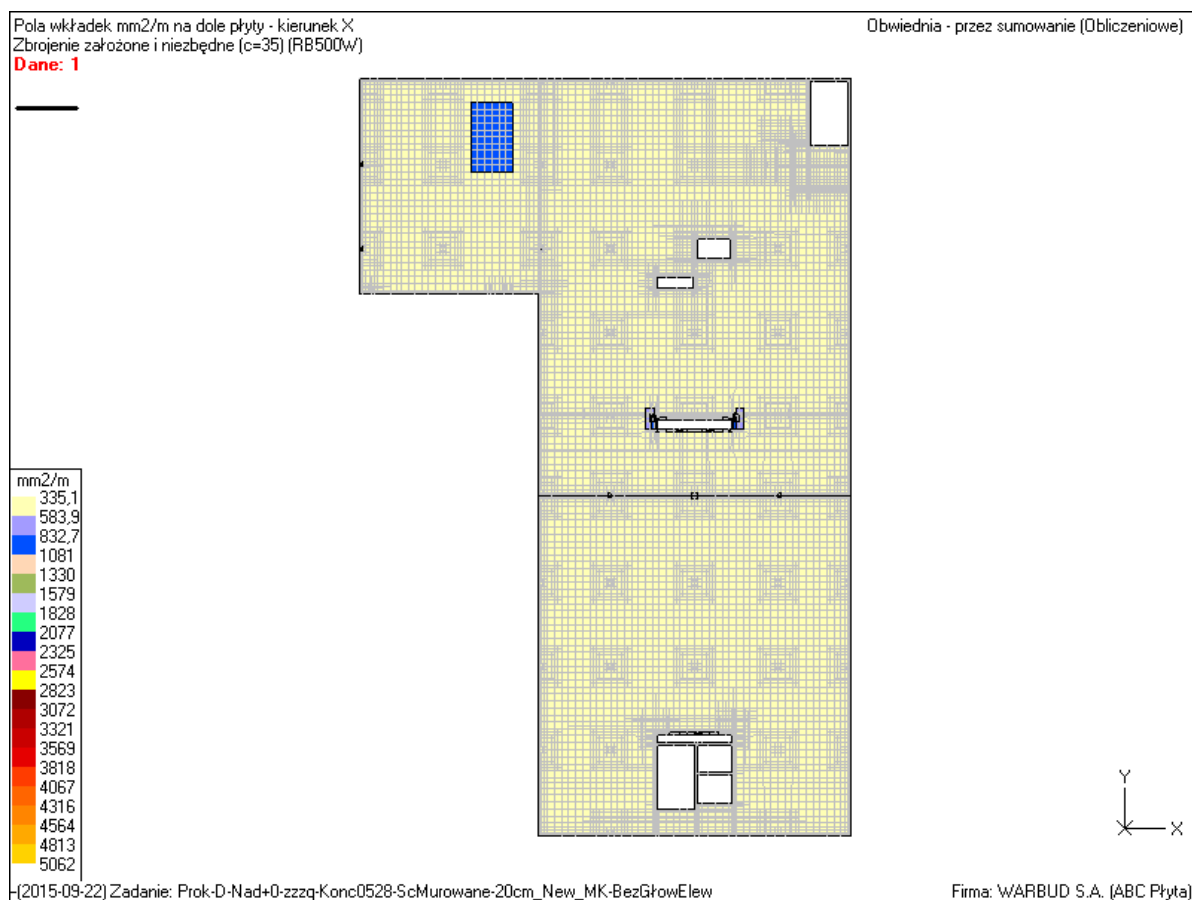 Pola wkładek mm2/m na dole płyty - kierunek X
Obwiednia - przez sumowanie (Obliczeniowe)
Zbrojenie założone i niezbędne (c=35) (RB500W)
Dane: 1
mm2/m
335,1
583,9
832,7
1081
1330
1579
1828
2077
2325
2574
2823
3072
3321
3569
3818
4067
4316
4564
4813
5062
Y
X
(2015-09-22) Zadanie: Prok-D-Nad+0-zzzq-Konc0528-ScMurowane-20cm_New_MK-BezGłowElew
Firma: WARBUD S.A. (ABC Płyta)